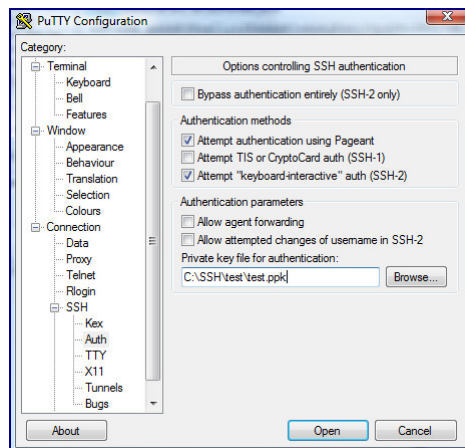 PuTTY Configuration
Category:
Terminal
Keyboard
Bell
Features
Window
Appearance
Behaviour
Translation
Selection
Colours
Connection
Data
Proxy
Telnet
Rlogin
SSH
Kex
Auth
TTY
X11
Tunnels
Bugs
Options controlling SSH authentication
Bypass authentication entirely (SSH-2 only)
Authentication methods
Attempt authentication using Pageant
Attempt TIS or CryptoCard auth (SSH-1)
Attempt "keyboard-interactive" auth (SSH-2)
Authentication parameters
Allow agent forwarding
Allow attempted changes of username in SSH-2
Private key file for authentication:
C:\SSH\test\test.ppk
Browse...
About
Open
Cancel